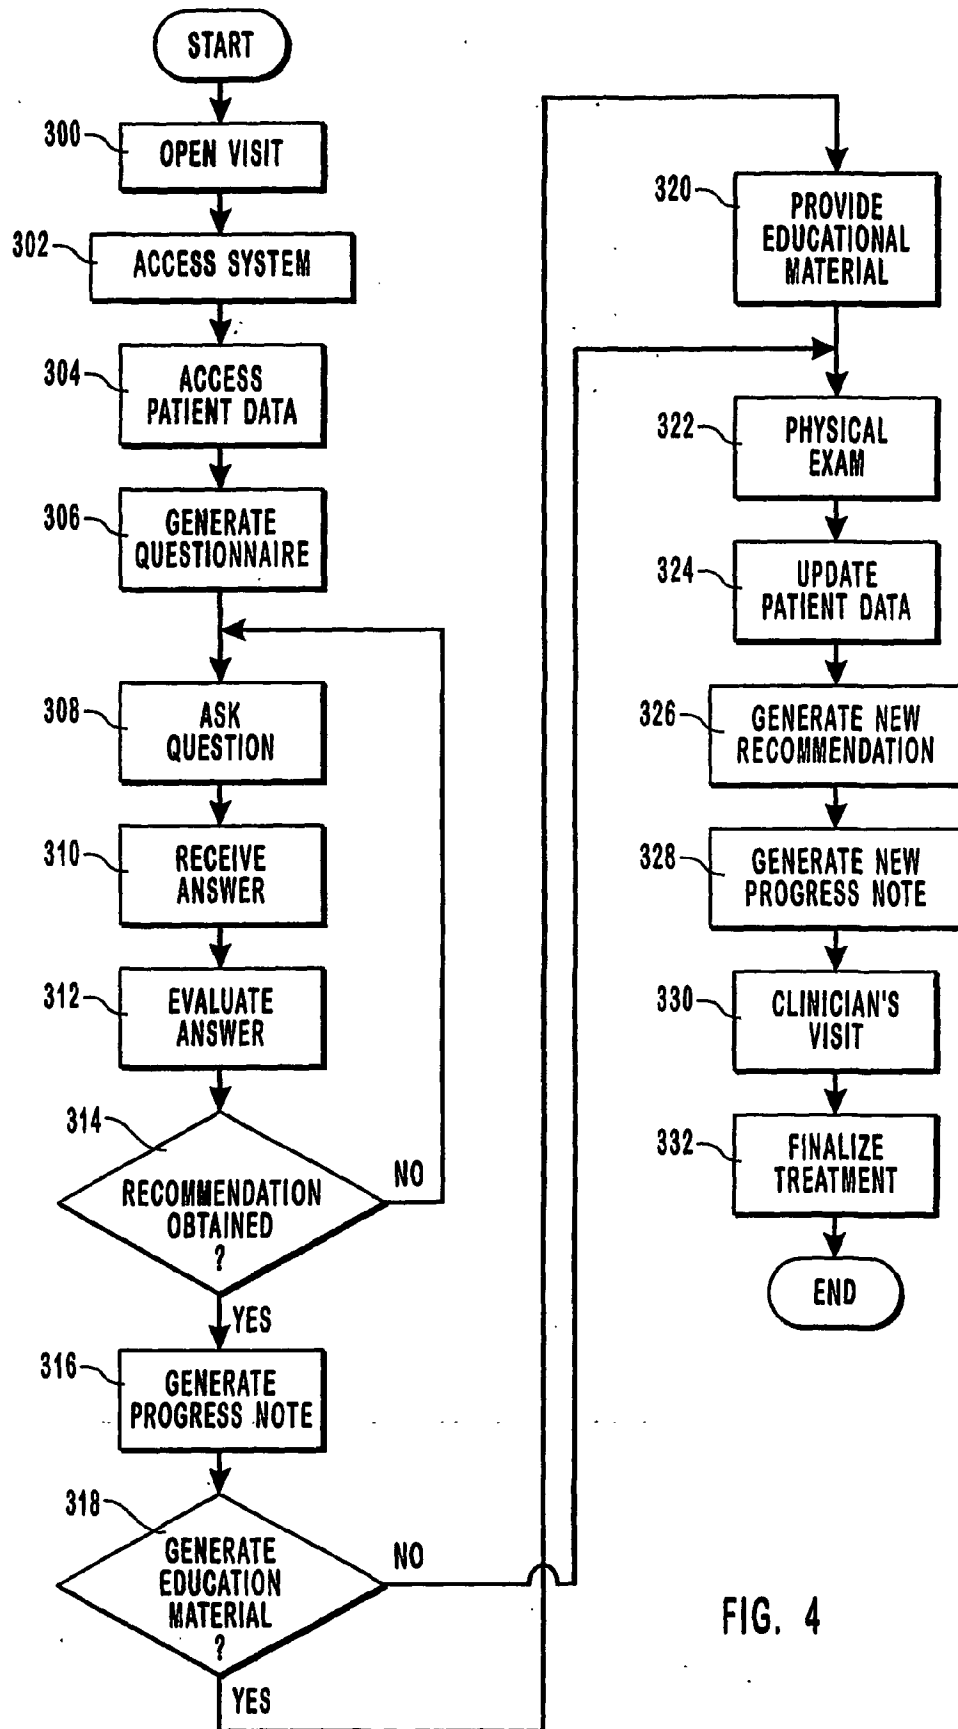 START
300
OPEN VISIT
302
ACCESS SYSTEM
304
ACCESS
PATIENT DATA
306
GENERATE
QUESTIONNAIRE
308
ASK
QUESTION
310
RECEIVE
ANSWER
312
EVALUATE
ANSWER
314
RECOMMENDATION
OBTAINED
?
NO
YES
316
GENERATE
PROGRESS NOTE
318
GENERATE
EDUCATION
MATERIAL
?
NO
YES
320
PROVIDE
EDUCATIONAL
MATERIAL
322
PHYSICAL
EXAM
324
UPDATE
PATIENT DATA
326
GENERATE NEW
RECOMMENDATION
328
GENERATE NEW
PROGRESS NOTE
330
CLINICIAN'S
VISIT
332
FINALIZE
TREATMENT
END
FIG. 4